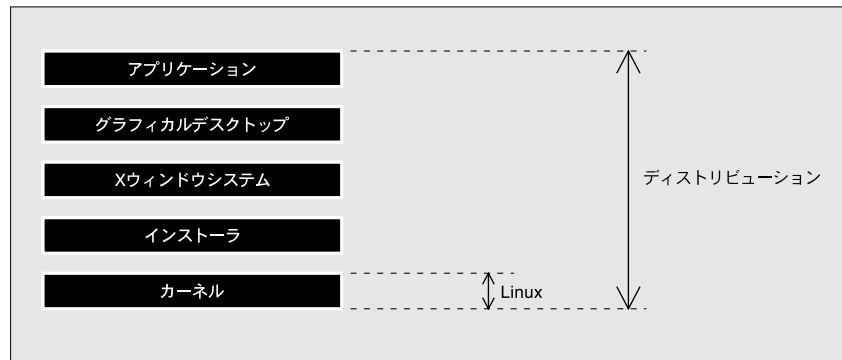 アプリケーション
グラフィカルデスクトップ
Xウィンドウシステム
ディストリビューション
インストーラ
カーネル
Linux